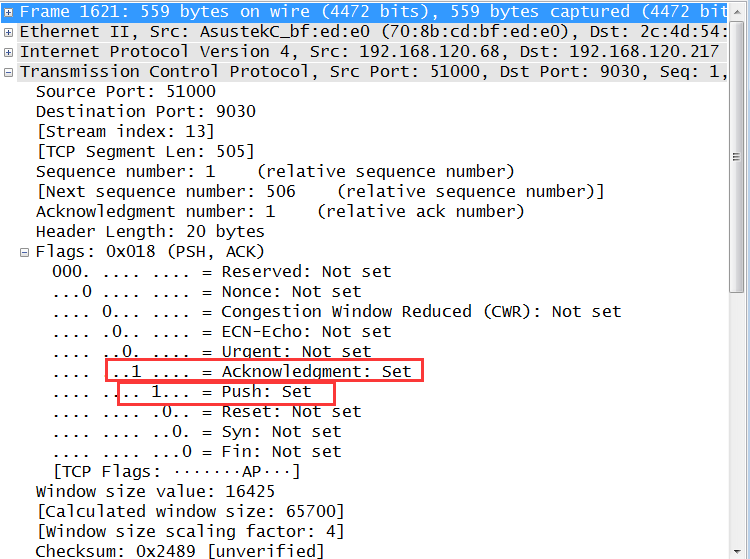 Frame 1621: 559 bytes on wire (4472 bits), 559 bytes captured (4472 bit
Ethernet II, Src: AsustekC_bf:ed:e0 (70:8b:cd:bf:ed:e0), Dst: 2c:4d:54:
Internet Protocol Version 4, Src: 192.168.120.68, Dst: 192.168.120.217
Transmission Control Protocol, Src Port: 51000, Dst Port: 9030, Seq: 1,
Source Port: 51000
Destination Port: 9030
[Stream index: 13]
[TCP Segment Len: 505]
Sequence number: 1    (relative sequence number)
[Next sequence number: 506    (relative sequence number)]
Acknowledgment number: 1    (relative ack number)
Header Length: 20 bytes
Flags: 0x018 (PSH, ACK)
000. .... .... = Reserved: Not set
...0 .... .... = Nonce: Not set
.... 0... .... = Congestion Window Reduced (CWR): Not set
.... .0.. .... = ECN-Echo: Not set
.... ..0. .... = Urgent: Not set
.... ...1 .... = Acknowledgment: Set
.... .... 1... = Push: Set
.... .... .0.. = Reset: Not set
.... .... ..0. = Syn: Not set
.... .... ...0 = Fin: Not set
[TCP Flags: ·······AP···]
Window size value: 16425
[Calculated window size: 65700]
[Window size scaling factor: 4]
Checksum: 0x2489 [unverified]